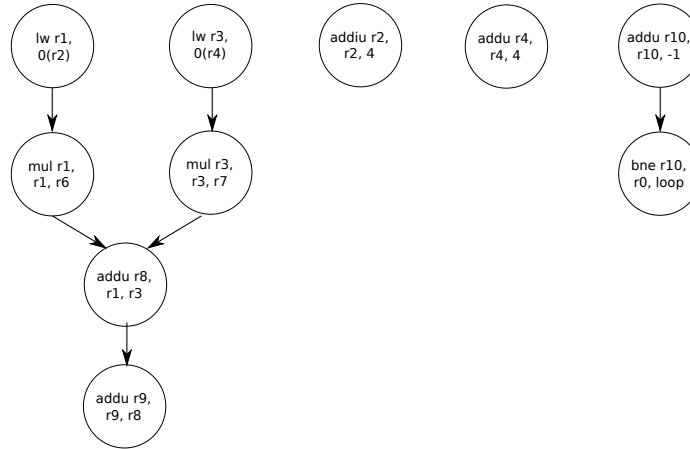 lw r1,
0(r2)
lw r3,
0(r4)
addiu r2,
r2, 4
addu r4,
r4, 4
addu r10,
r10, -1
mul r1,
r1, r6
mul r3,
r3, r7
bne r10,
r0, loop
addu r8,
r1, r3
addu r9,
r9, r8